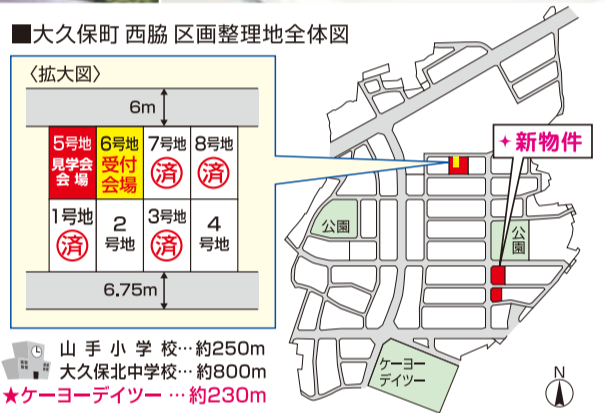 ■大久保町 西脇 区画整理地全体図
〈拡大図〉
6m
5号地
見学会
会場
6号地
受付
会場
7号地
済
8号地
済
1号地
済
2
号地
3号地
済
4
号地
6.75m
✦新物件
公園
公園
ケーヨー
デイツー
山手小学校…約250m
大久保北中学校…約800m
★ケーヨーデイツー…約230m
N